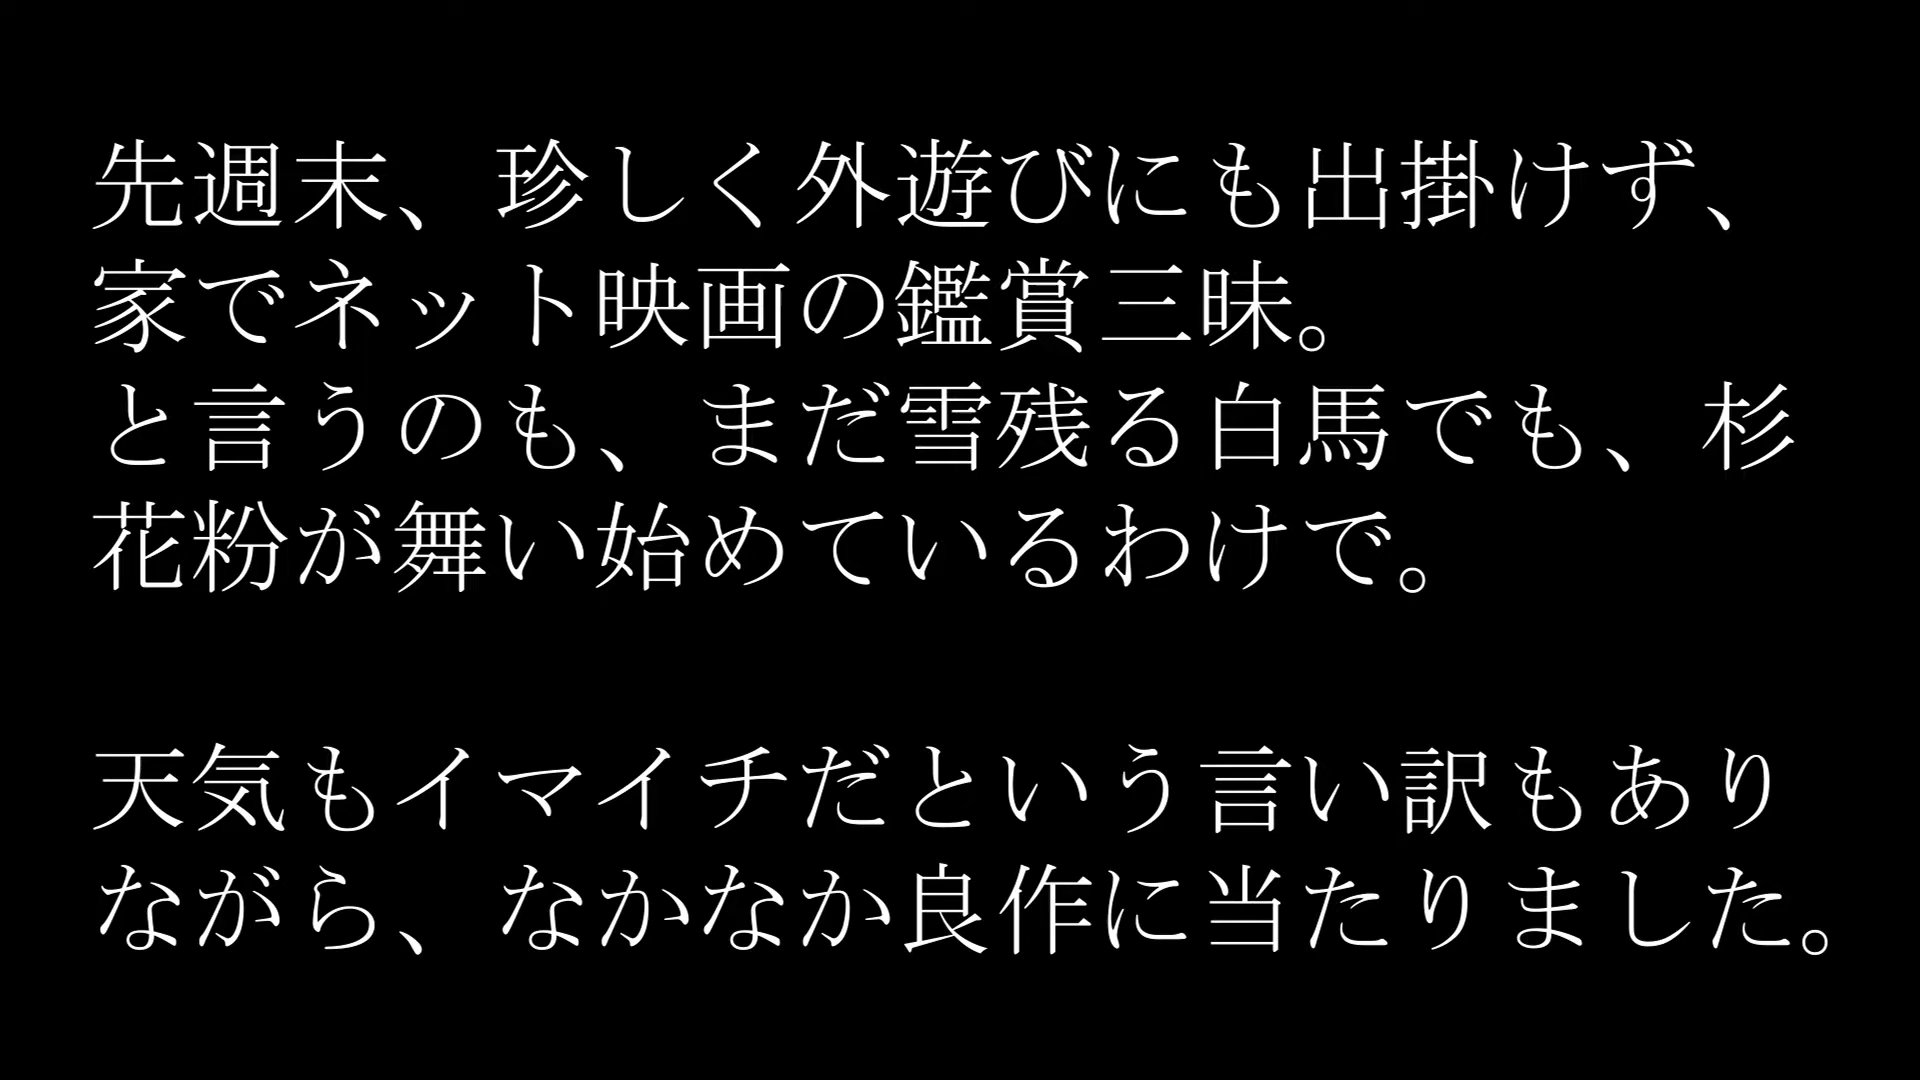 先週末、珍しく外遊びにも出掛けず、
家でネット映画の鑑賞三昧。
と言うのも、まだ雪残る白馬でも、杉
花粉が舞い始めているわけで。
天気もイマイチだという言い訳もあり
ながら、なかなか良作に当たりました。